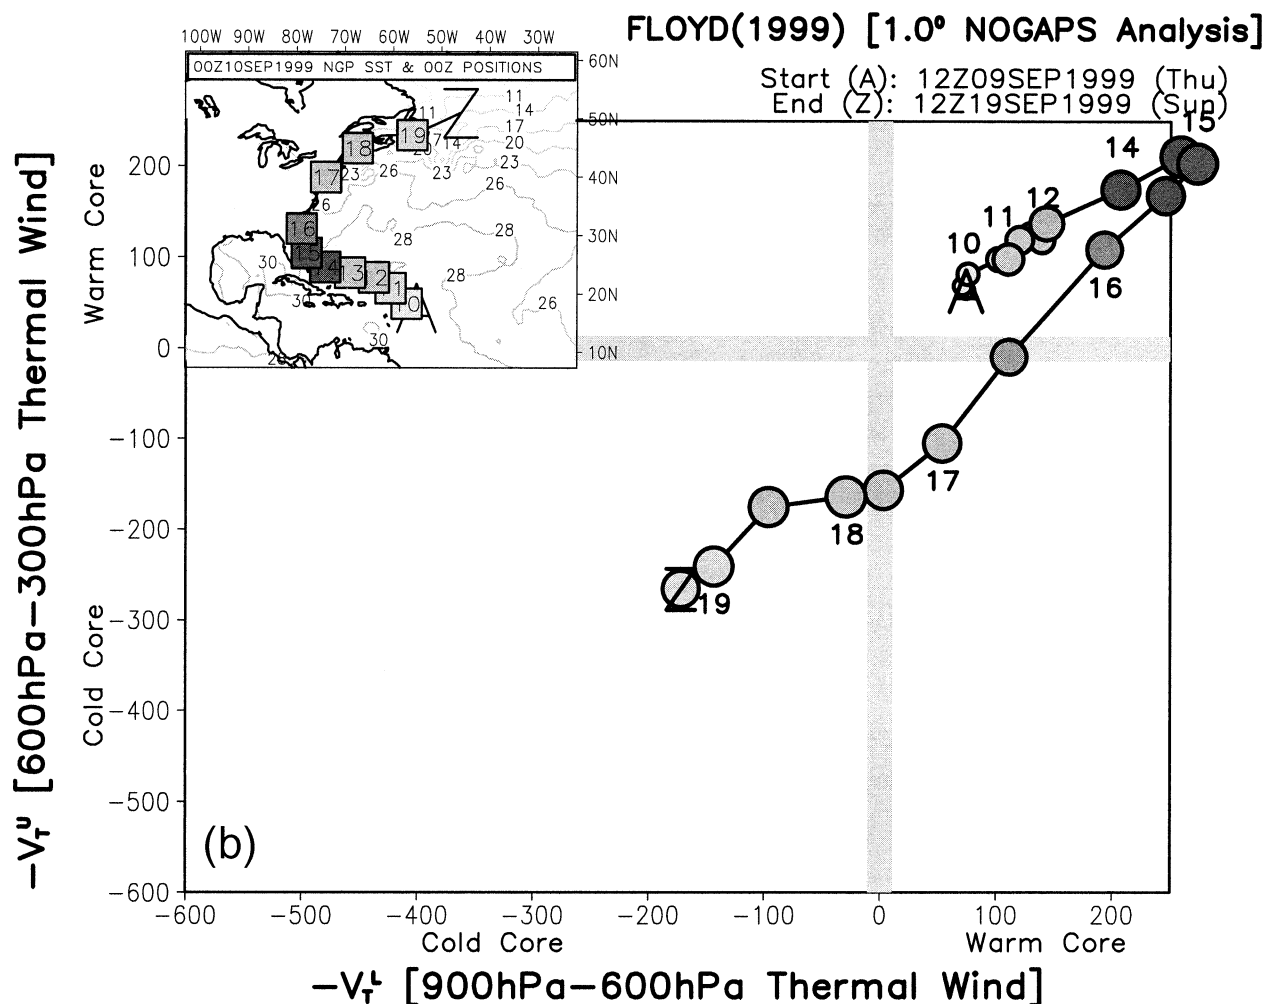 FLOYD(1999) [1.0° NOGAPS Analysis]
Start (A): 12Z09SEP1999 (Thu)
End (Z): 12Z19SEP1999 (Sun)
100W 90W 80W 70W 60W 50W 40W 30W
00Z10SEP1999 NGP SST & 00Z POSITIONS
60N
50N
40N
30N
20N
10N
11
14
17
20
23
26
11
14
23
26
23
26
28
28
26
30
30
30
19
18
17
16
15
14
13
12
11
10
A
Z
15
14
12
11
10
A
16
17
18
19
Z
200
100
0
−100
−200
−300
−400
−500
−600
Warm Core
Cold Core
−V_T^U [600hPa−300hPa Thermal Wind]
(b)
−600 −500 −400 −300 −200 −100 0 100 200
Cold Core Warm Core
−V_T^L [900hPa−600hPa Thermal Wind]